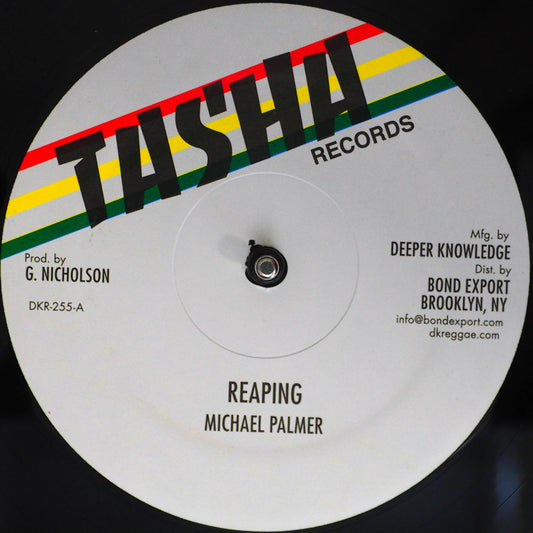 TASHA
RECORDS
Prod. by
G. NICHOLSON
DKR-255-A
Mfg. by
DEEPER KNOWLEDGE
Dist. by
BOND EXPORT
BROOKLYN, NY
info@bondexport.com
dkreggae.com
REAPING
MICHAEL PALMER